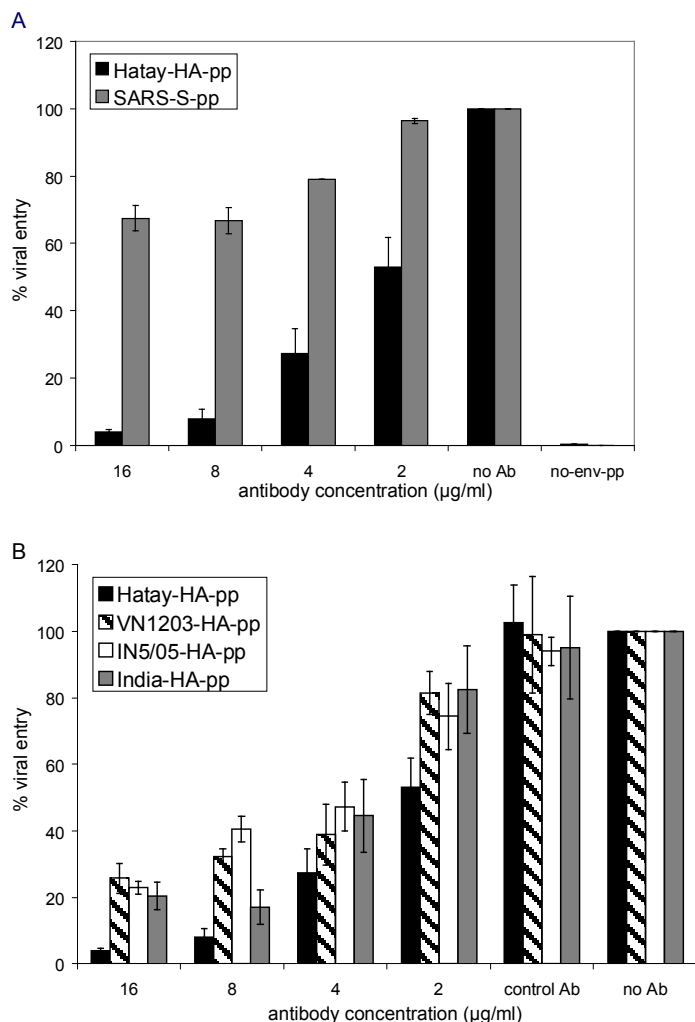 A
120
100
80
60
40
20
0
% viral entry
Hatay-HA-pp
SARS-S-pp
16 8 4 2 no Ab no-env-pp
antibody concentration (µg/ml)
B
120
100
80
60
40
20
0
% viral entry
Hatay-HA-pp
VN1203-HA-pp
IN5/05-HA-pp
India-HA-pp
16 8 4 2 control Ab no Ab
antibody concentration (µg/ml)